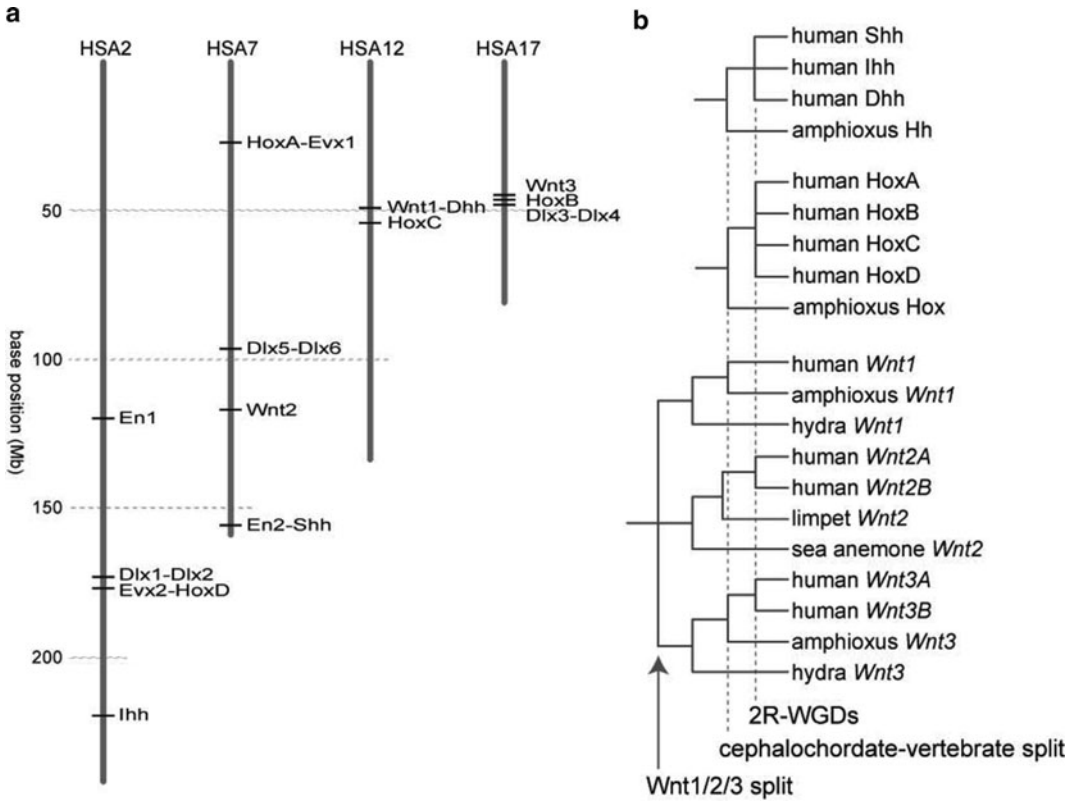 a
HSA2
HSA7
HSA12
HSA17
base position (Mb)
50
100
150
200
En1
Dlx1-Dlx2
Evx2-HoxD
Ihh
HoxA-Evx1
Dlx5-Dlx6
Wnt2
En2-Shh
Wnt1-Dhh
HoxC
Wnt3
HoxB
Dlx3-Dlx4
b
human Shh
human Ihh
human Dhh
amphioxus Hh
human HoxA
human HoxB
human HoxC
human HoxD
amphioxus Hox
human Wnt1
amphioxus Wnt1
hydra Wnt1
human Wnt2A
human Wnt2B
limpet Wnt2
sea anemone Wnt2
human Wnt3A
human Wnt3B
amphioxus Wnt3
hydra Wnt3
2R-WGDs
cephalochordate-vertebrate split
Wnt1/2/3 split